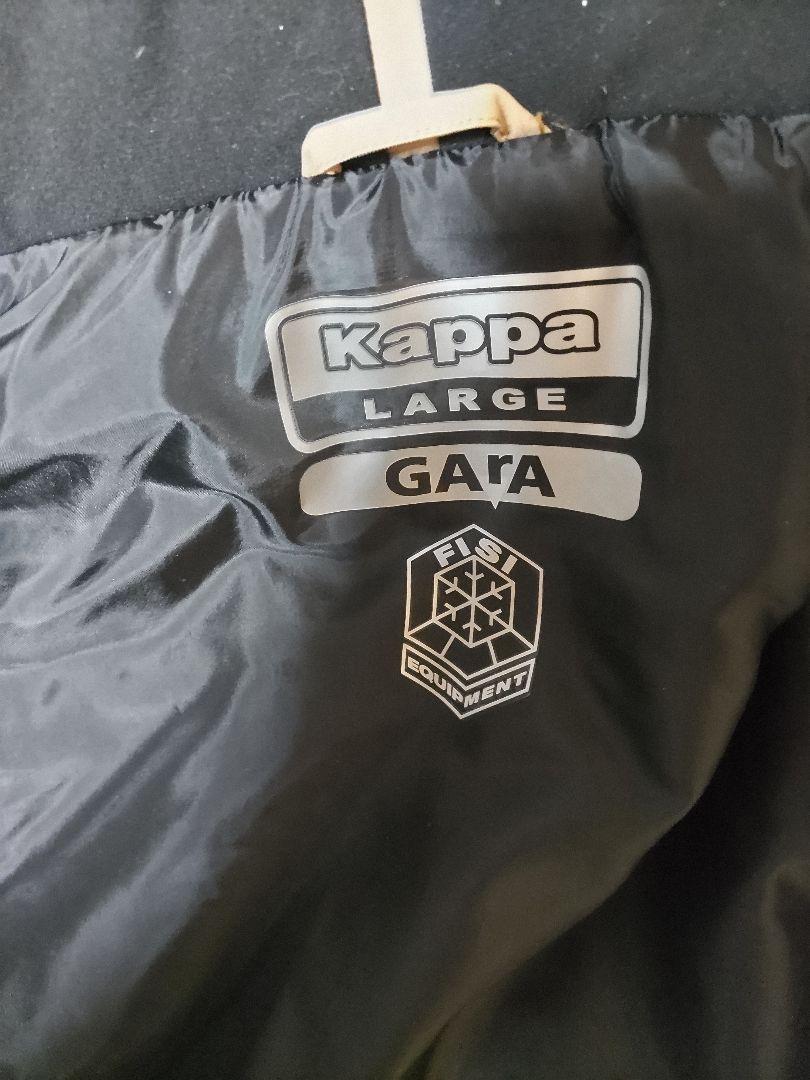 Kappa
LARGE
GArA
FISI
EQUIPMENT